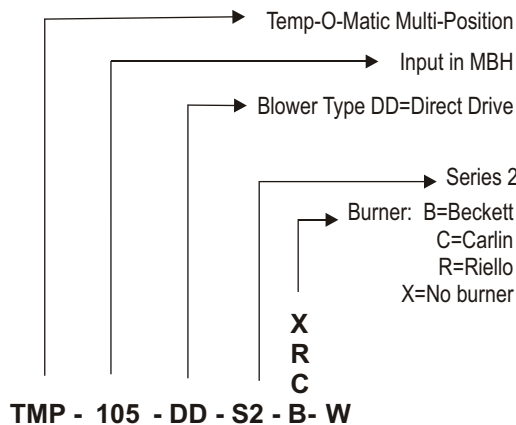 Temp-O-Matic Multi-Position
Input in MBH
Blower Type DD=Direct Drive
Series 2
Burner: B=Beckett
C=Carlin
R=Riello
X=No burner
X
R
C
TMP - 105 - DD - S2 - B- W